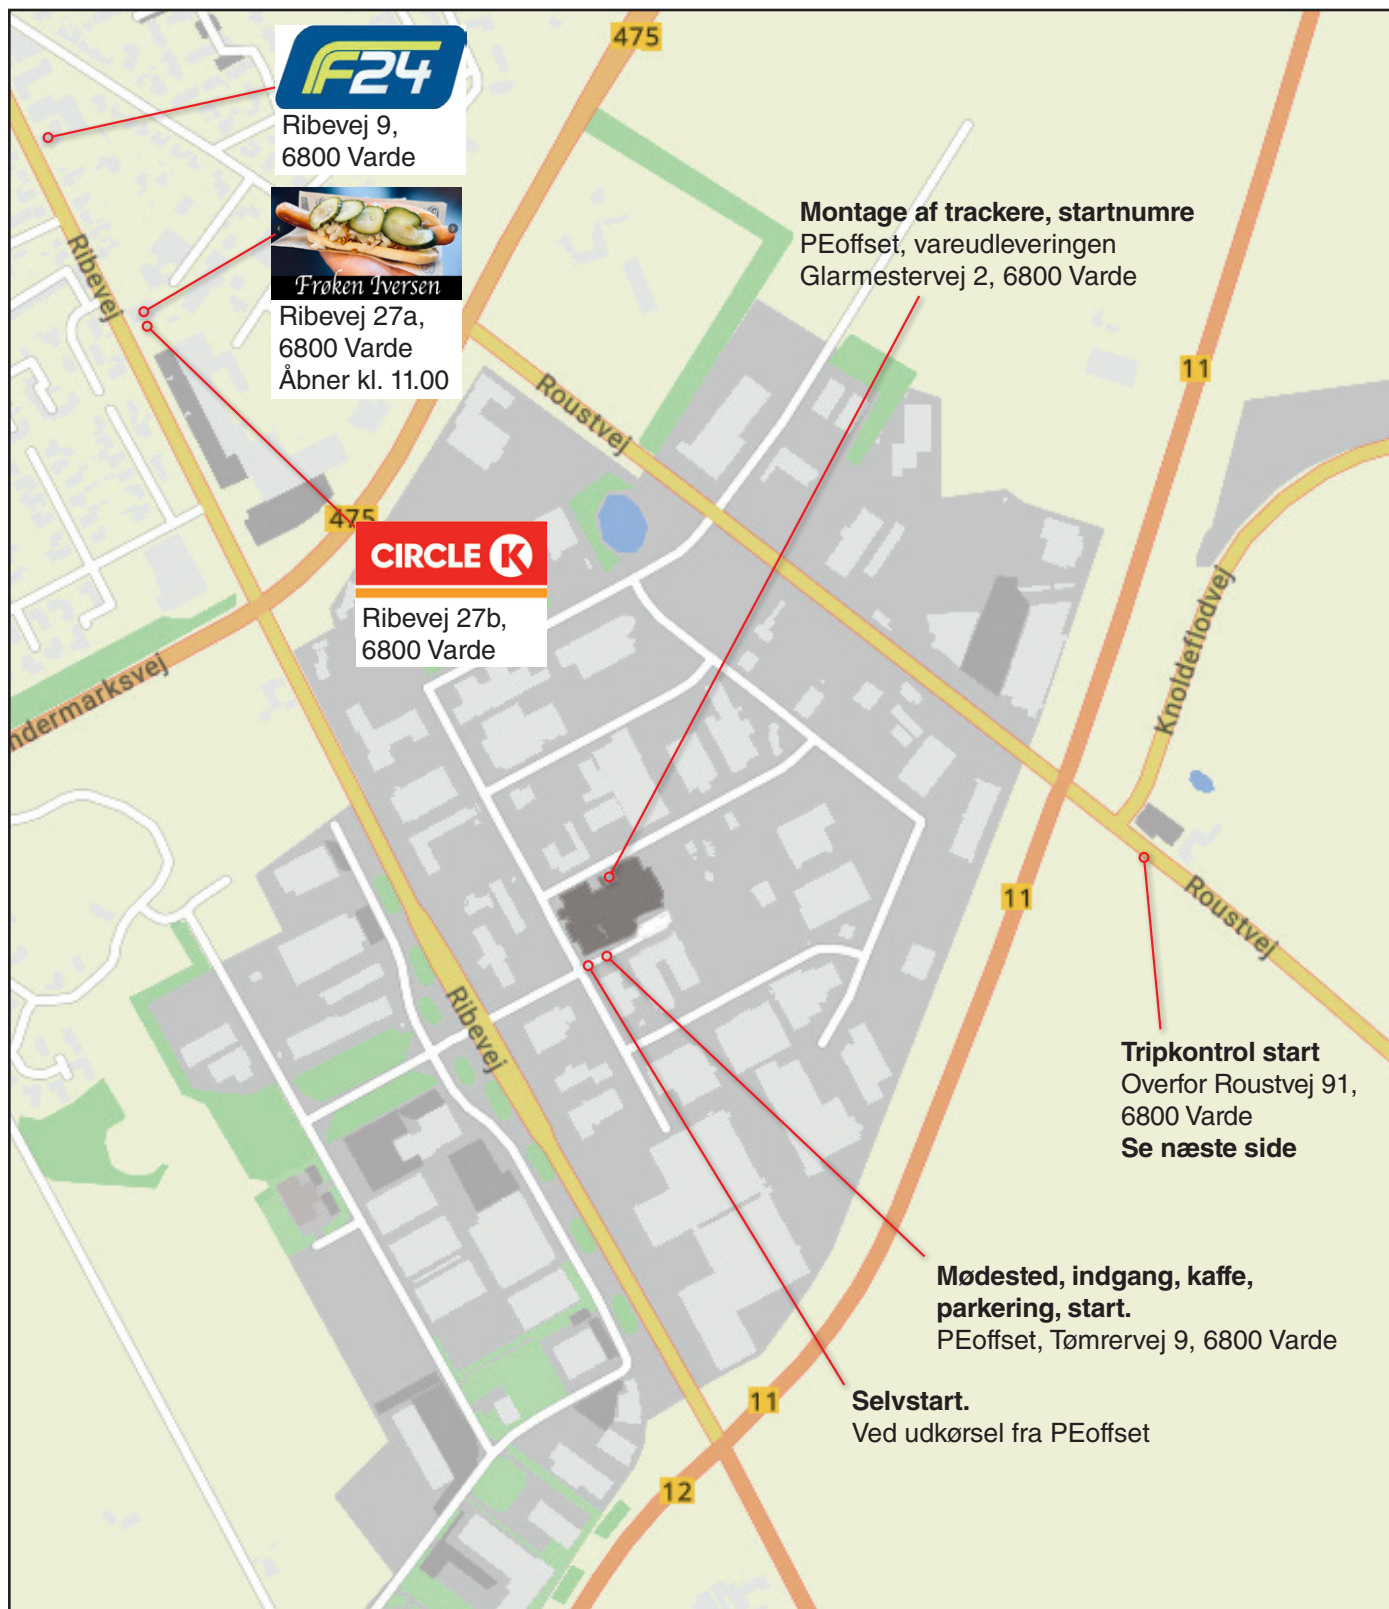 475
F24
Ribevej 9,
6800 Varde
Frøken Iversen
Ribevej 27a,
6800 Varde
Åbner kl. 11.00
Ribevej
Montage af trackere, startnumre
PEoffset, vareudleveringen
Glarmestervej 2, 6800 Varde
11
Roustvej
475
CIRCLE K
Ribevej 27b,
6800 Varde
Knoldeflodvej
ndermarksvej
11
Roustvej
Ribevej
Tripkontrol start
Overfor Roustvej 91,
6800 Varde
Se næste side
Mødested, indgang, kaffe,
parkering, start.
PEoffset, Tømrervej 9, 6800 Varde
Selvstart.
Ved udkørsel fra PEoffset
11
12